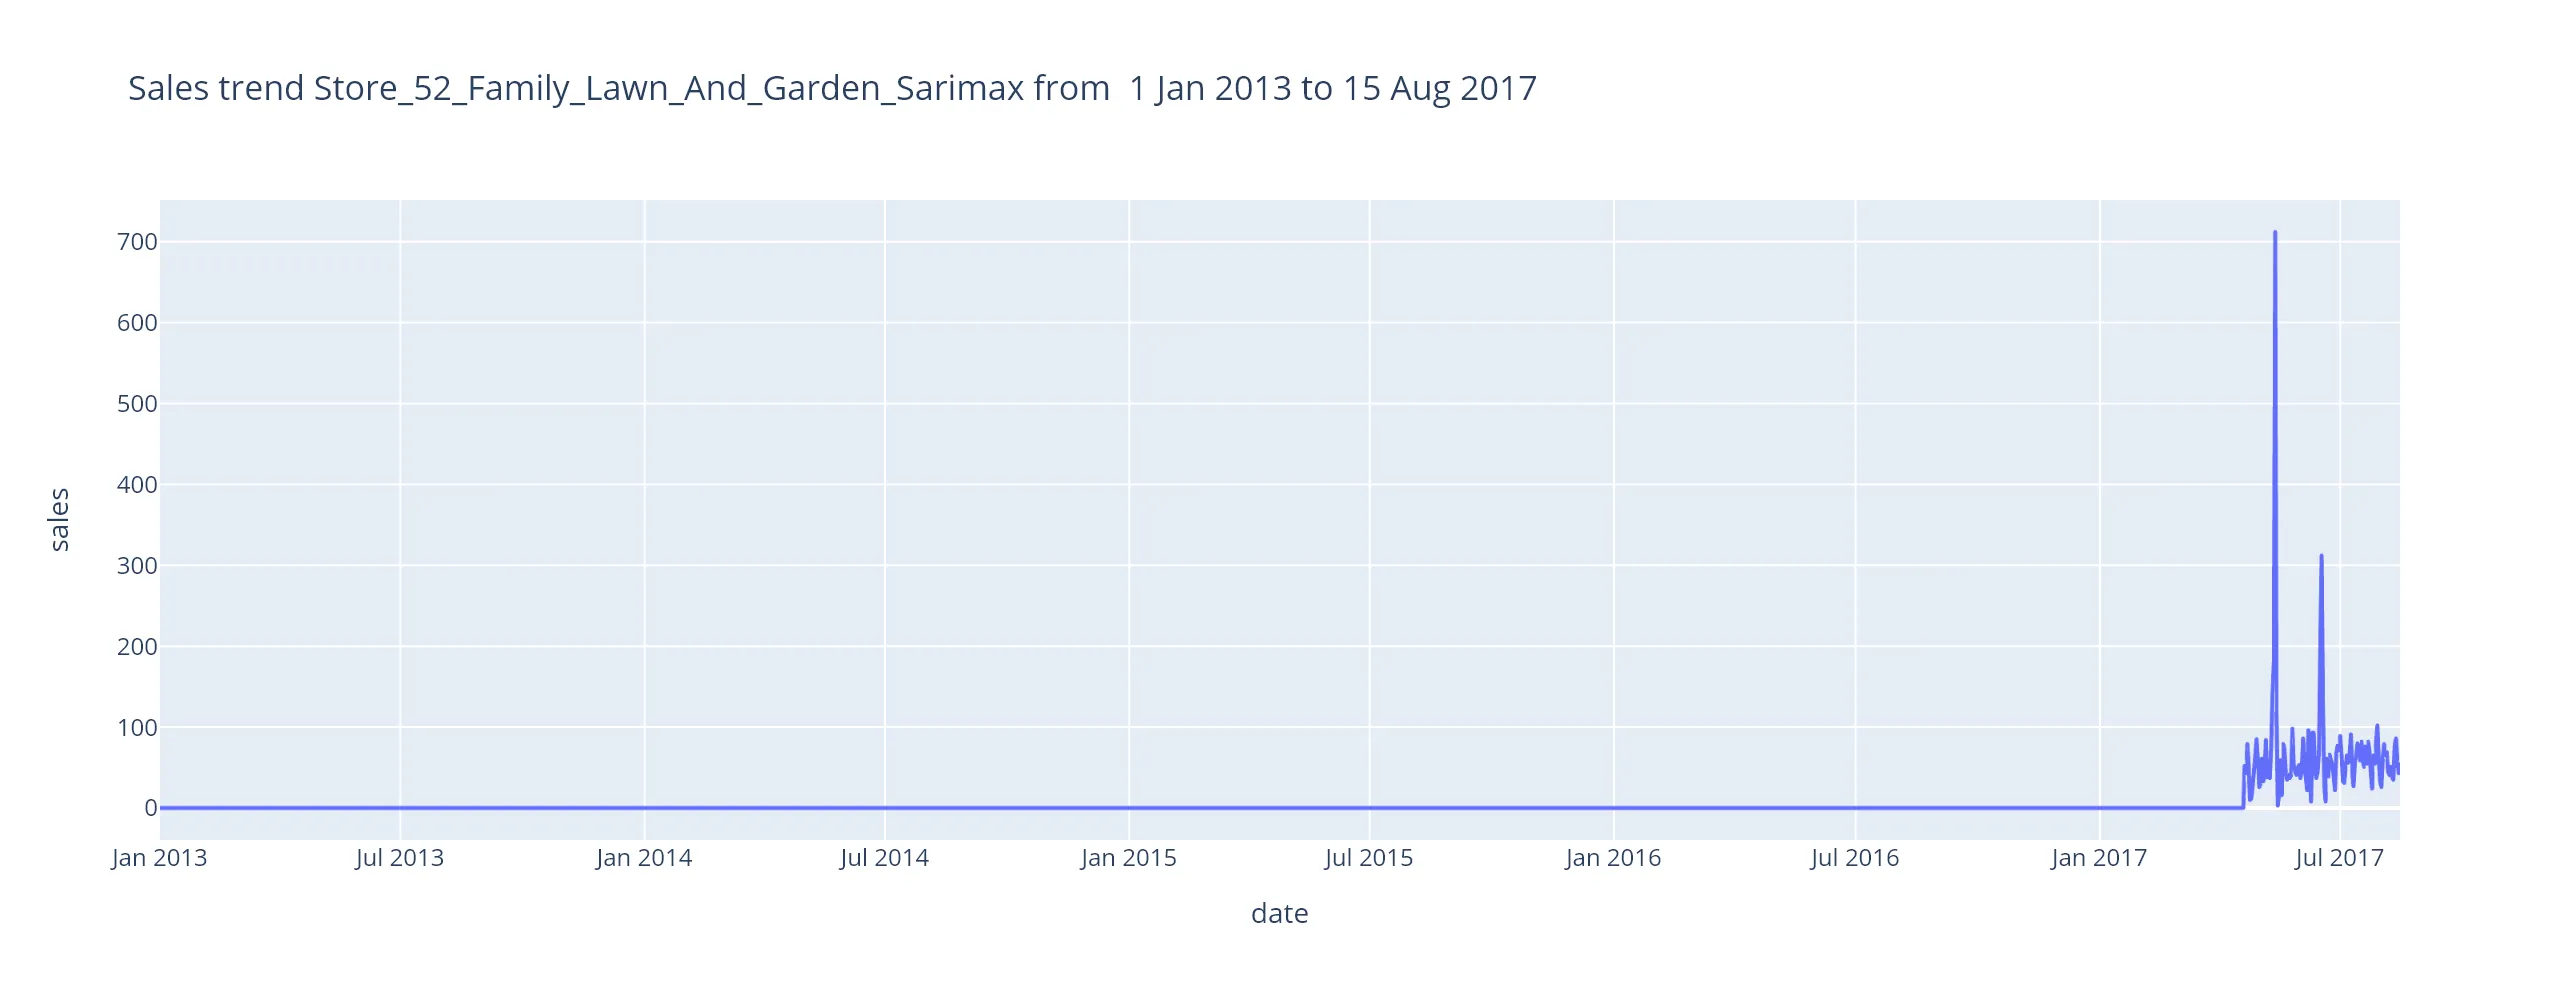 Sales trend Store_52_Family_Lawn_And_Garden_Sarimax from  1 Jan 2013 to 15 Aug 2017
700
600
500
400
300
200
100
0
sales
Jan 2013 Jul 2013 Jan 2014 Jul 2014 Jan 2015 Jul 2015 Jan 2016 Jul 2016 Jan 2017 Jul 2017
date